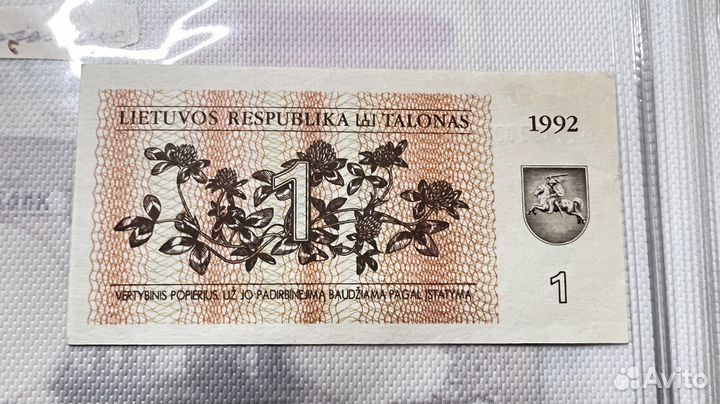 LIETUVOS RESPUBLIKA TALONAS
1992
1
VERTYBINIS POPIERIUS. UŽ JO PADIRBINĖJIMĄ BAUDŽIAMA PAGAL ĮSTATYMĄ
1
Avito